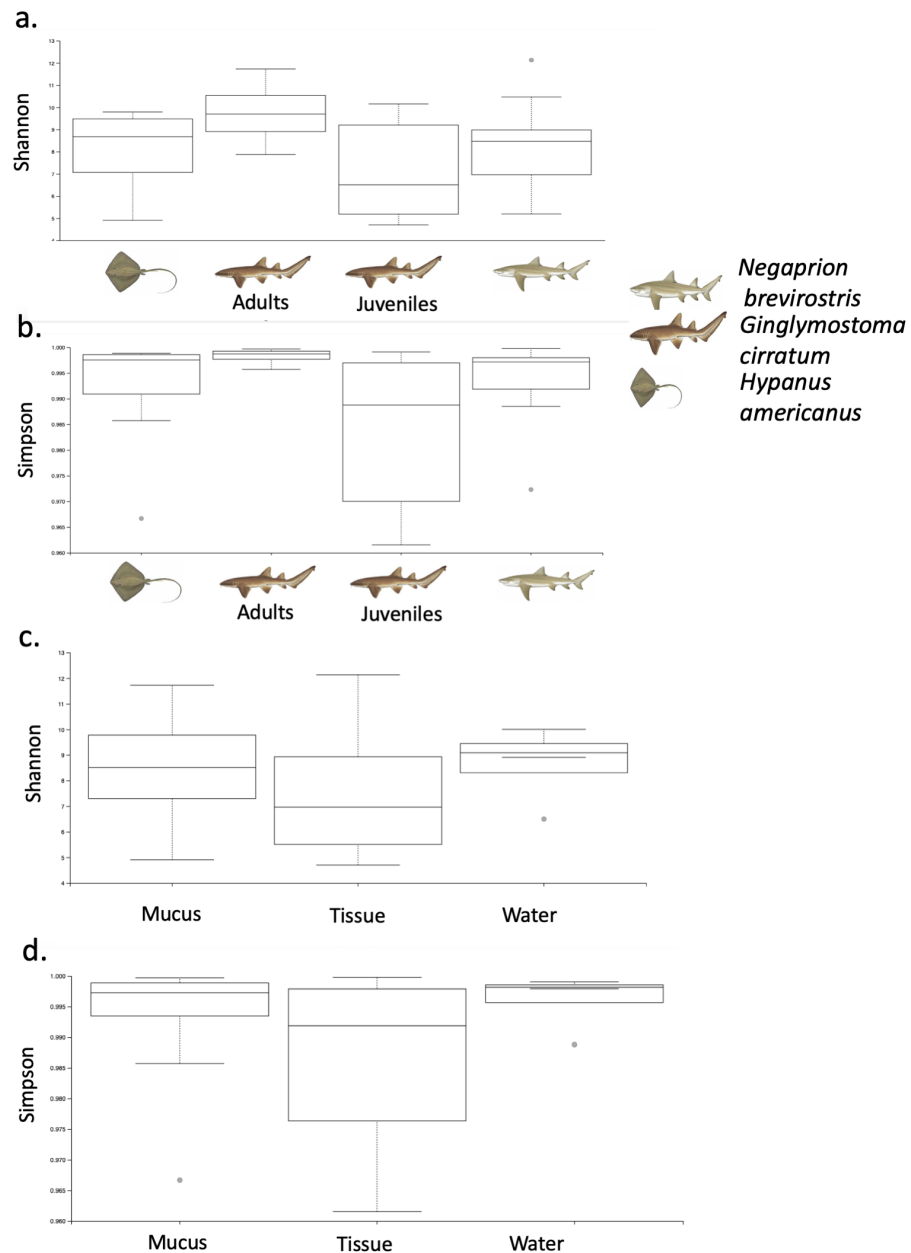 a.
13
12
11
10
9
8
7
6
5
4
Shannon
Adults
Juveniles
Negaprion
brevirostris
Ginglymostoma
cirratum
Hypanus
americanus
b.
1.000
0.995
0.990
0.985
0.980
0.975
0.970
0.965
0.960
Simpson
Adults
Juveniles
c.
13
12
11
10
9
8
7
6
5
4
Shannon
Mucus
Tissue
Water
d.
1.000
0.995
0.990
0.985
0.980
0.975
0.970
0.965
0.960
Simpson
Mucus
Tissue
Water